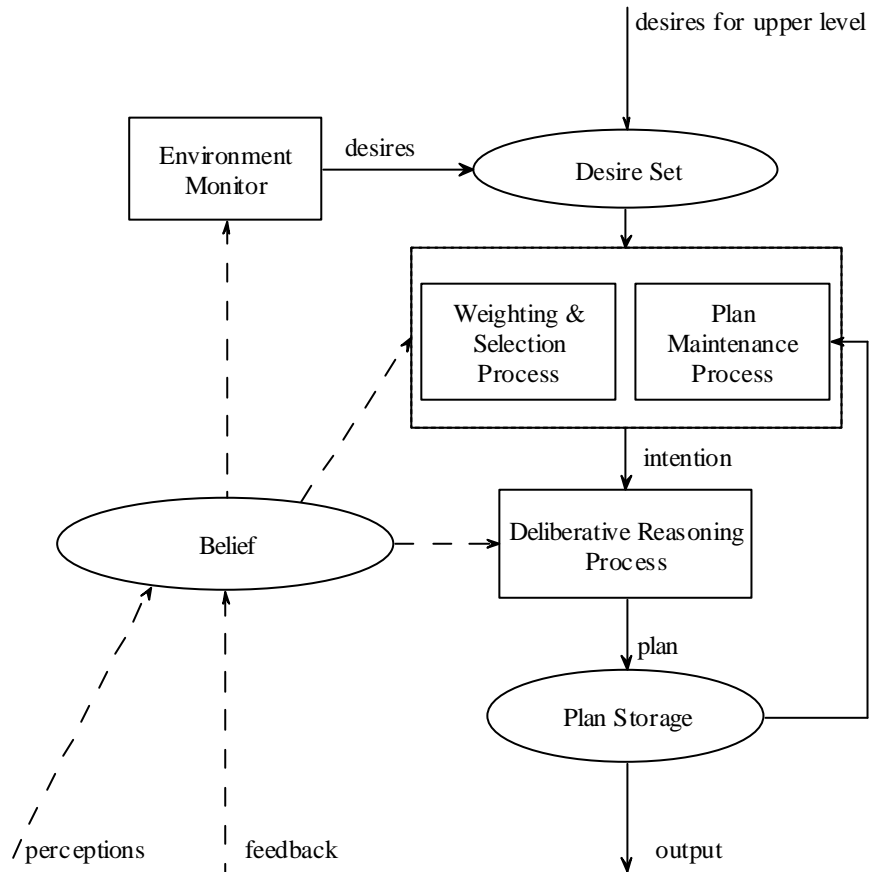 desires for upper level
Environment
Monitor
desires
Desire Set
Weighting &
Selection
Process
Plan
Maintenance
Process
intention
Belief
Deliberative Reasoning
Process
plan
Plan Storage
perceptions
feedback
output